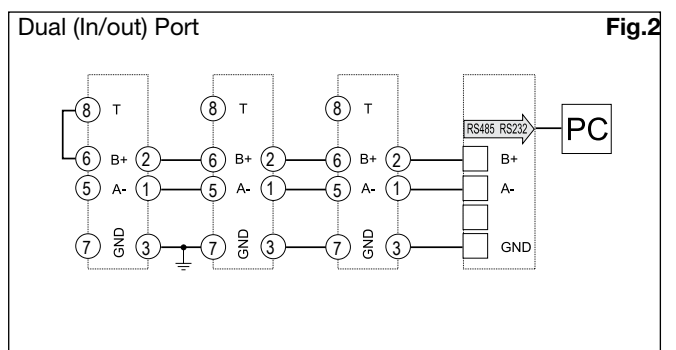 Dual (In/out) Port Fig.2
8 T 8 T 8 T
RS485 RS232 PC
6 B+ 2 6 B+ 2 6 B+ 2 B+
5 A- 1 5 A- 1 5 A- 1 A-
7 GND 3 7 GND 3 7 GND 3 GND